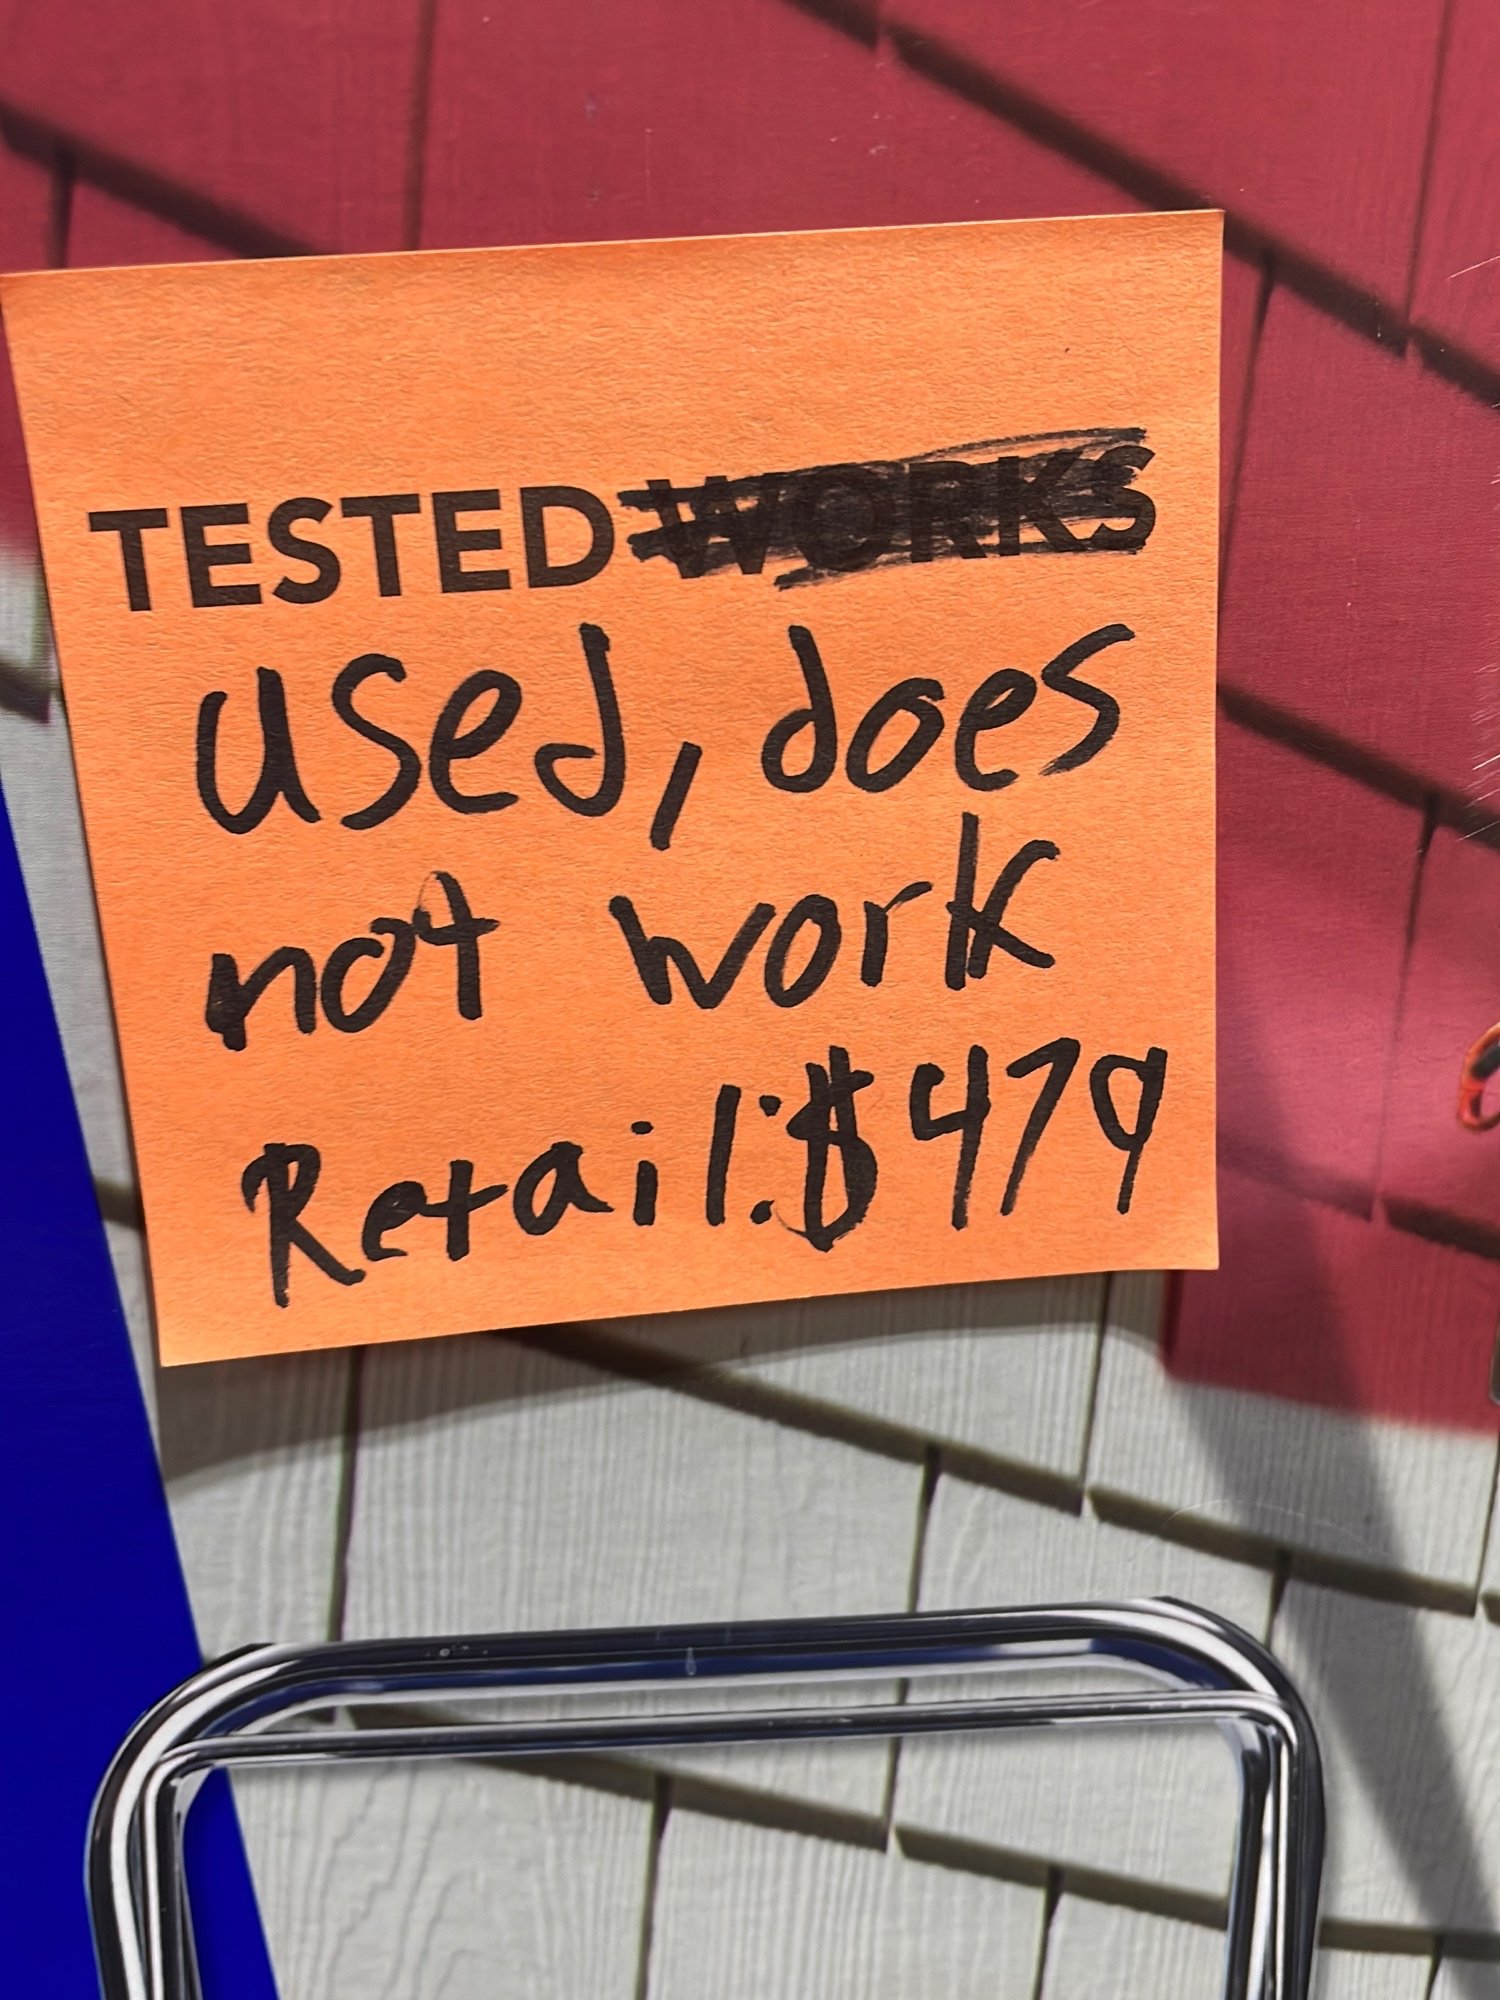 TESTED WORKS
used, does
not work
Retail: $479